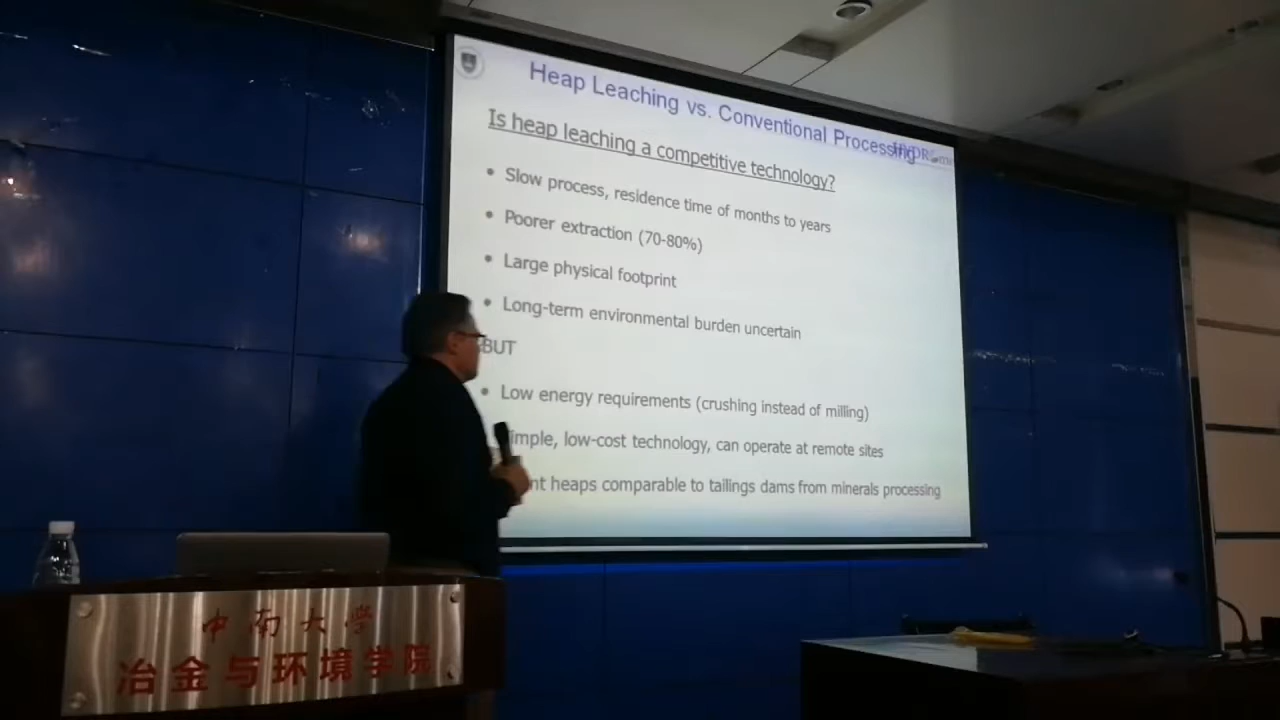 Heap Leaching vs. Conventional Processing
Is heap leaching a competitive technology?
• Slow process, residence time of months to years
• Poorer extraction (70-80%)
• Large physical footprint
• Long-term environmental burden uncertain
BUT
• Low energy requirements (crushing instead of milling)
low-cost technology, can operate at remote sites
heaps comparable to tailings dams from minerals processing
中南大学
冶金与环境学院